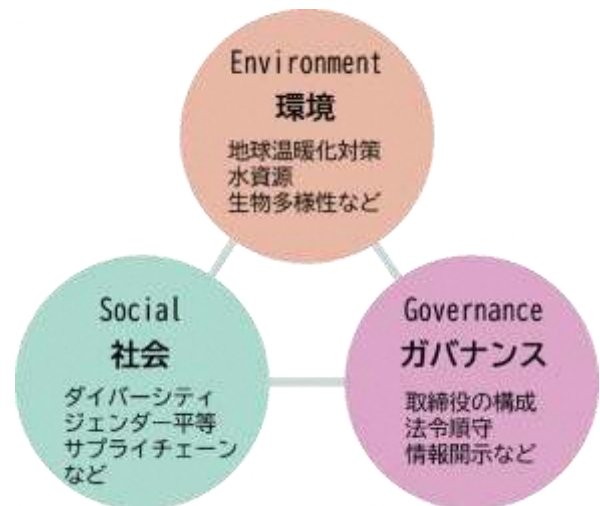 Environment
環境
地球温暖化対策
水資源
生物多様性など
Social
社会
ダイバーシティ
ジェンダー平等
サプライチェーン
など
Governance
ガバナンス
取締役の構成
法令順守
情報開示など